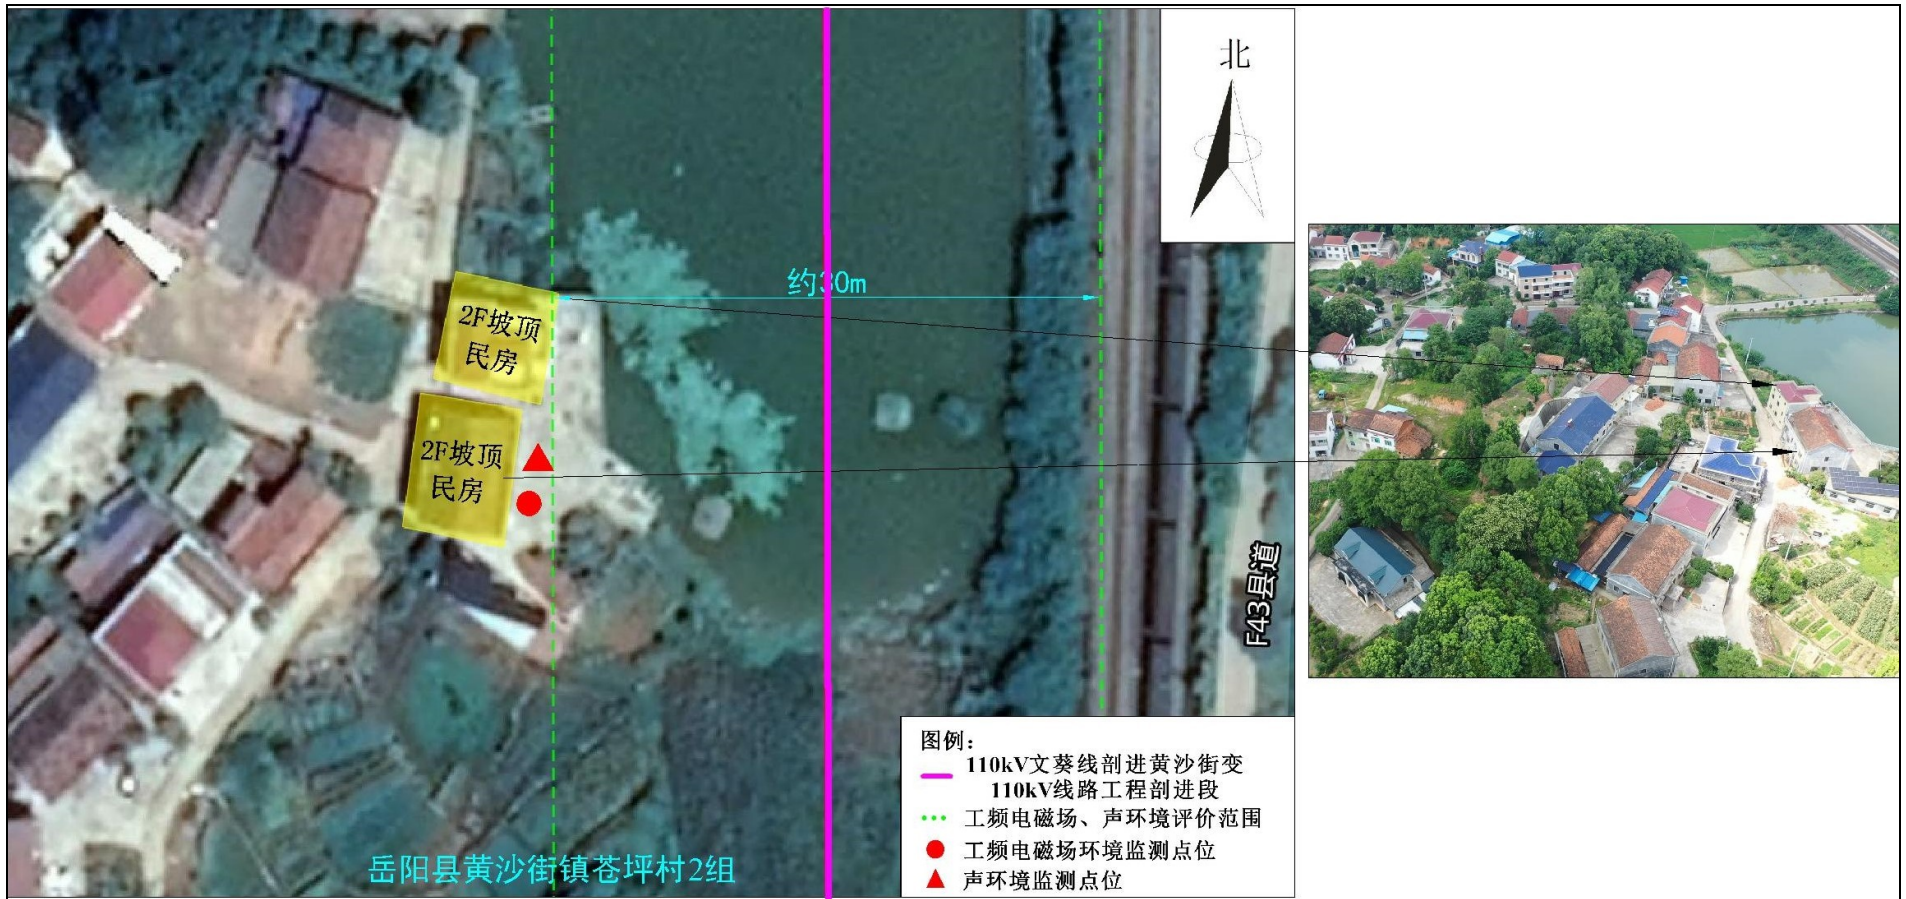 北
约30m
2F坡顶
民房
2F坡顶
民房
F43县道
图例：
110kV文葵线剖进黄沙街变
110kV线路工程剖进段
工频电磁场、声环境评价范围
工频电磁场环境监测点位
声环境监测点位
岳阳县黄沙街镇苍坪村2组